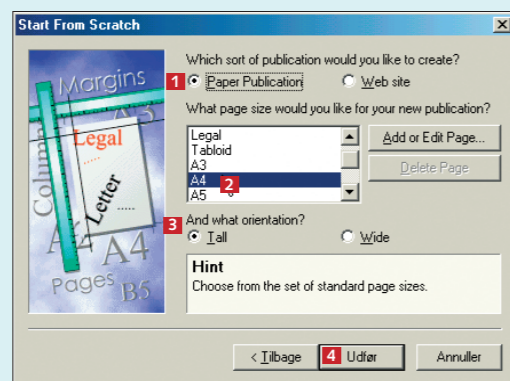 Start From Scratch
Margins
A3
Legal
Column
Letter
A2 A4
Pages B5
Which sort of publication would you like to create?
1 Paper Publication Web site
What page size would you like for your new publication?
Legal
Tabloid
A3
A4 2
A5
Add or Edit Page...
Delete Page
3 And what orientation?
Tall Wide
Hint
Choose from the set of standard page sizes.
< Tilbage 4 Udfør Annuller